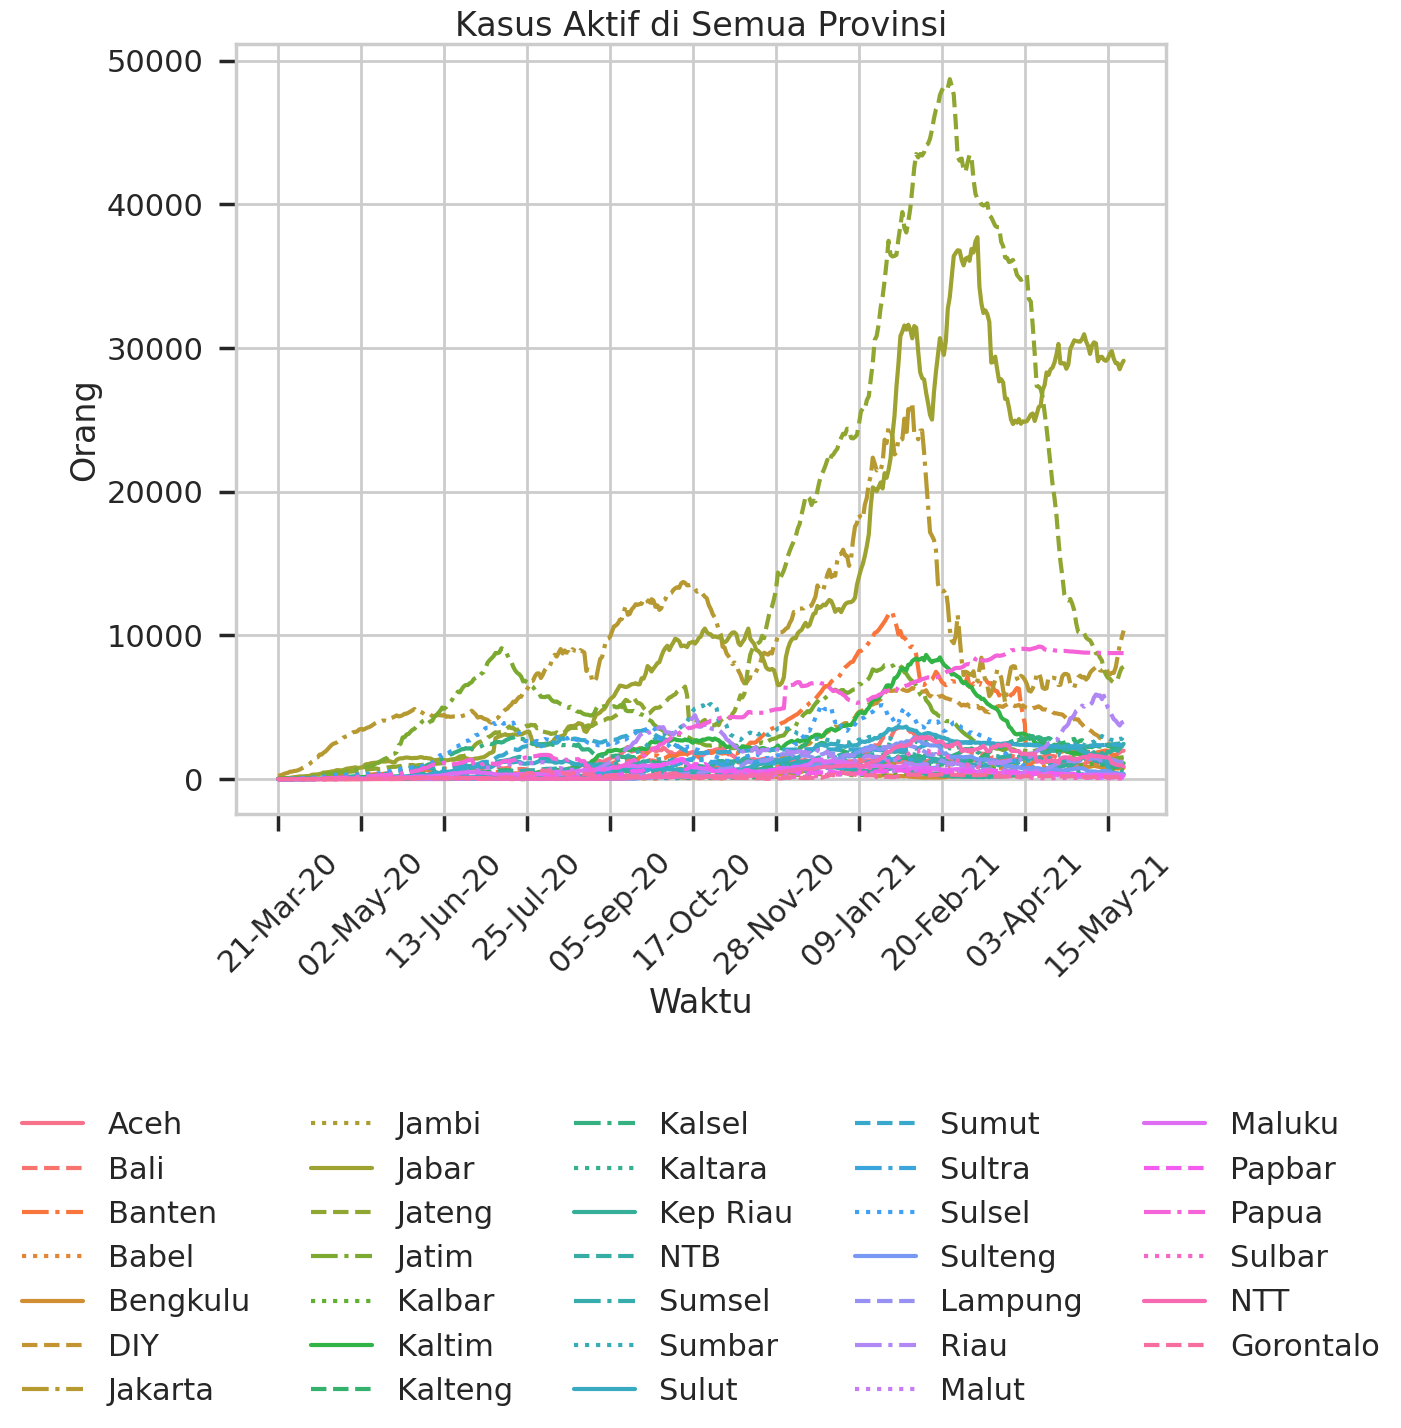 Kasus Aktif di Semua Provinsi
50000
40000
30000
20000
10000
0
Orang
21-Mar-20
02-May-20
13-Jun-20
25-Jul-20
05-Sep-20
17-Oct-20
28-Nov-20
09-Jan-21
20-Feb-21
03-Apr-21
15-May-21
Waktu
Aceh
Bali
Banten
Babel
Bengkulu
DIY
Jakarta
Jambi
Jabar
Jateng
Jatim
Kalbar
Kaltim
Kalteng
Kalsel
Kaltara
Kep Riau
NTB
Sumsel
Sumbar
Sulut
Sumut
Sultra
Sulsel
Sulteng
Lampung
Riau
Malut
Maluku
Papbar
Papua
Sulbar
NTT
Gorontalo